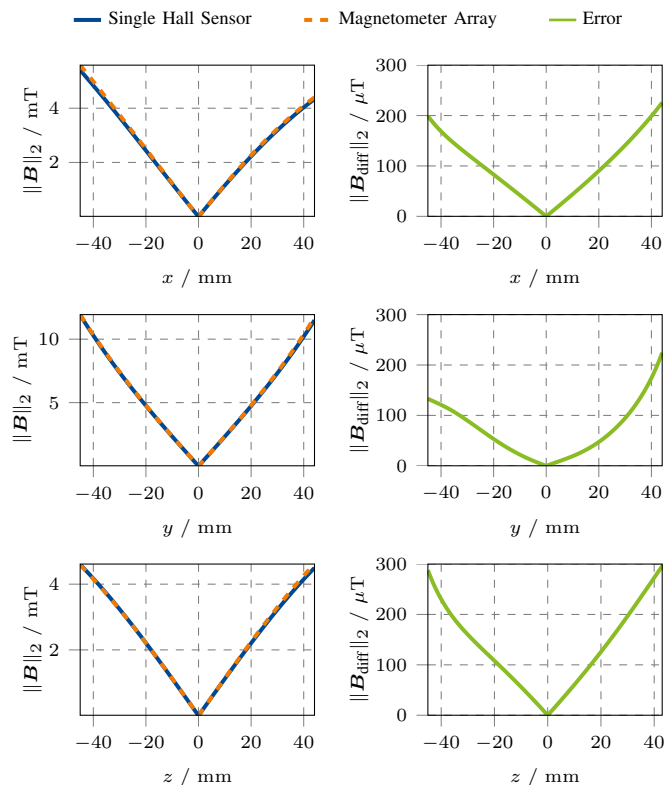 Single Hall Sensor Magnetometer Array Error
‖B‖₂ / mT
4
2
−40 −20 0 20 40
x / mm
‖B_diff‖₂ / μT
300
200
100
0
−40 −20 0 20 40
x / mm
‖B‖₂ / mT
10
5
−40 −20 0 20 40
y / mm
‖B_diff‖₂ / μT
300
200
100
0
−40 −20 0 20 40
y / mm
‖B‖₂ / mT
4
2
−40 −20 0 20 40
z / mm
‖B_diff‖₂ / μT
300
200
100
0
−40 −20 0 20 40
z / mm